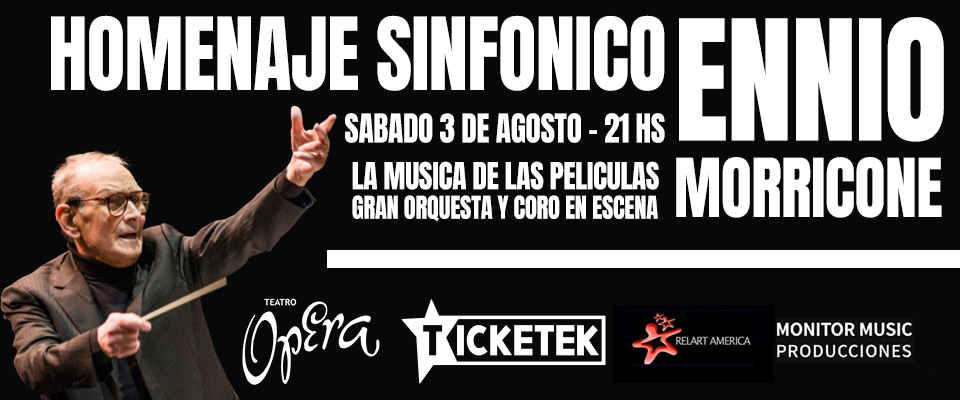 HOMENAJE SINFONICO
ENNIO
MORRICONE
SABADO 3 DE AGOSTO - 21 HS
LA MUSICA DE LAS PELICULAS
GRAN ORQUESTA Y CORO EN ESCENA
TEATRO
Opera
TICKETEK
RELART AMERICA
MONITOR MUSIC
PRODUCCIONES